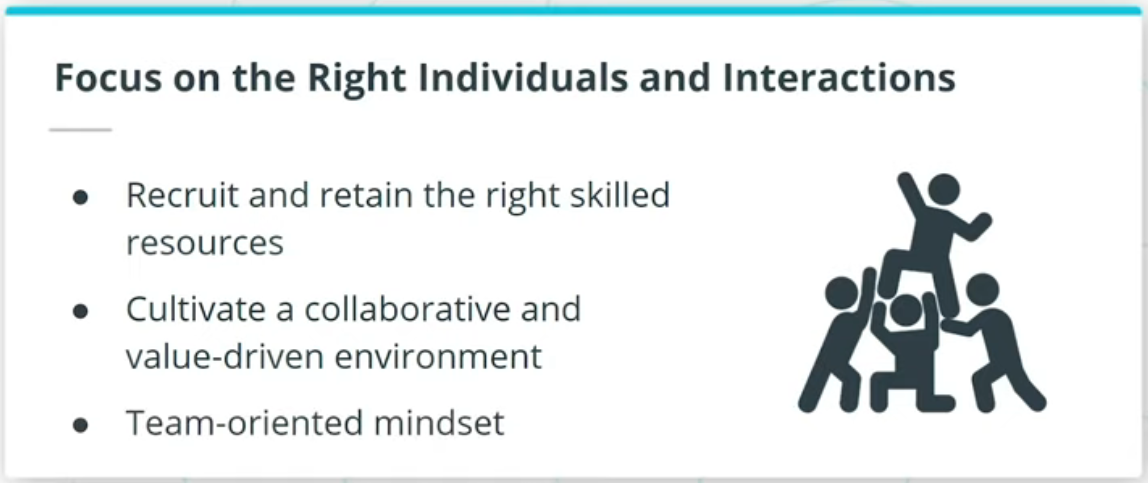 Focus on the Right Individuals and Interactions
● Recruit and retain the right skilled
resources
● Cultivate a collaborative and
value-driven environment
● Team-oriented mindset